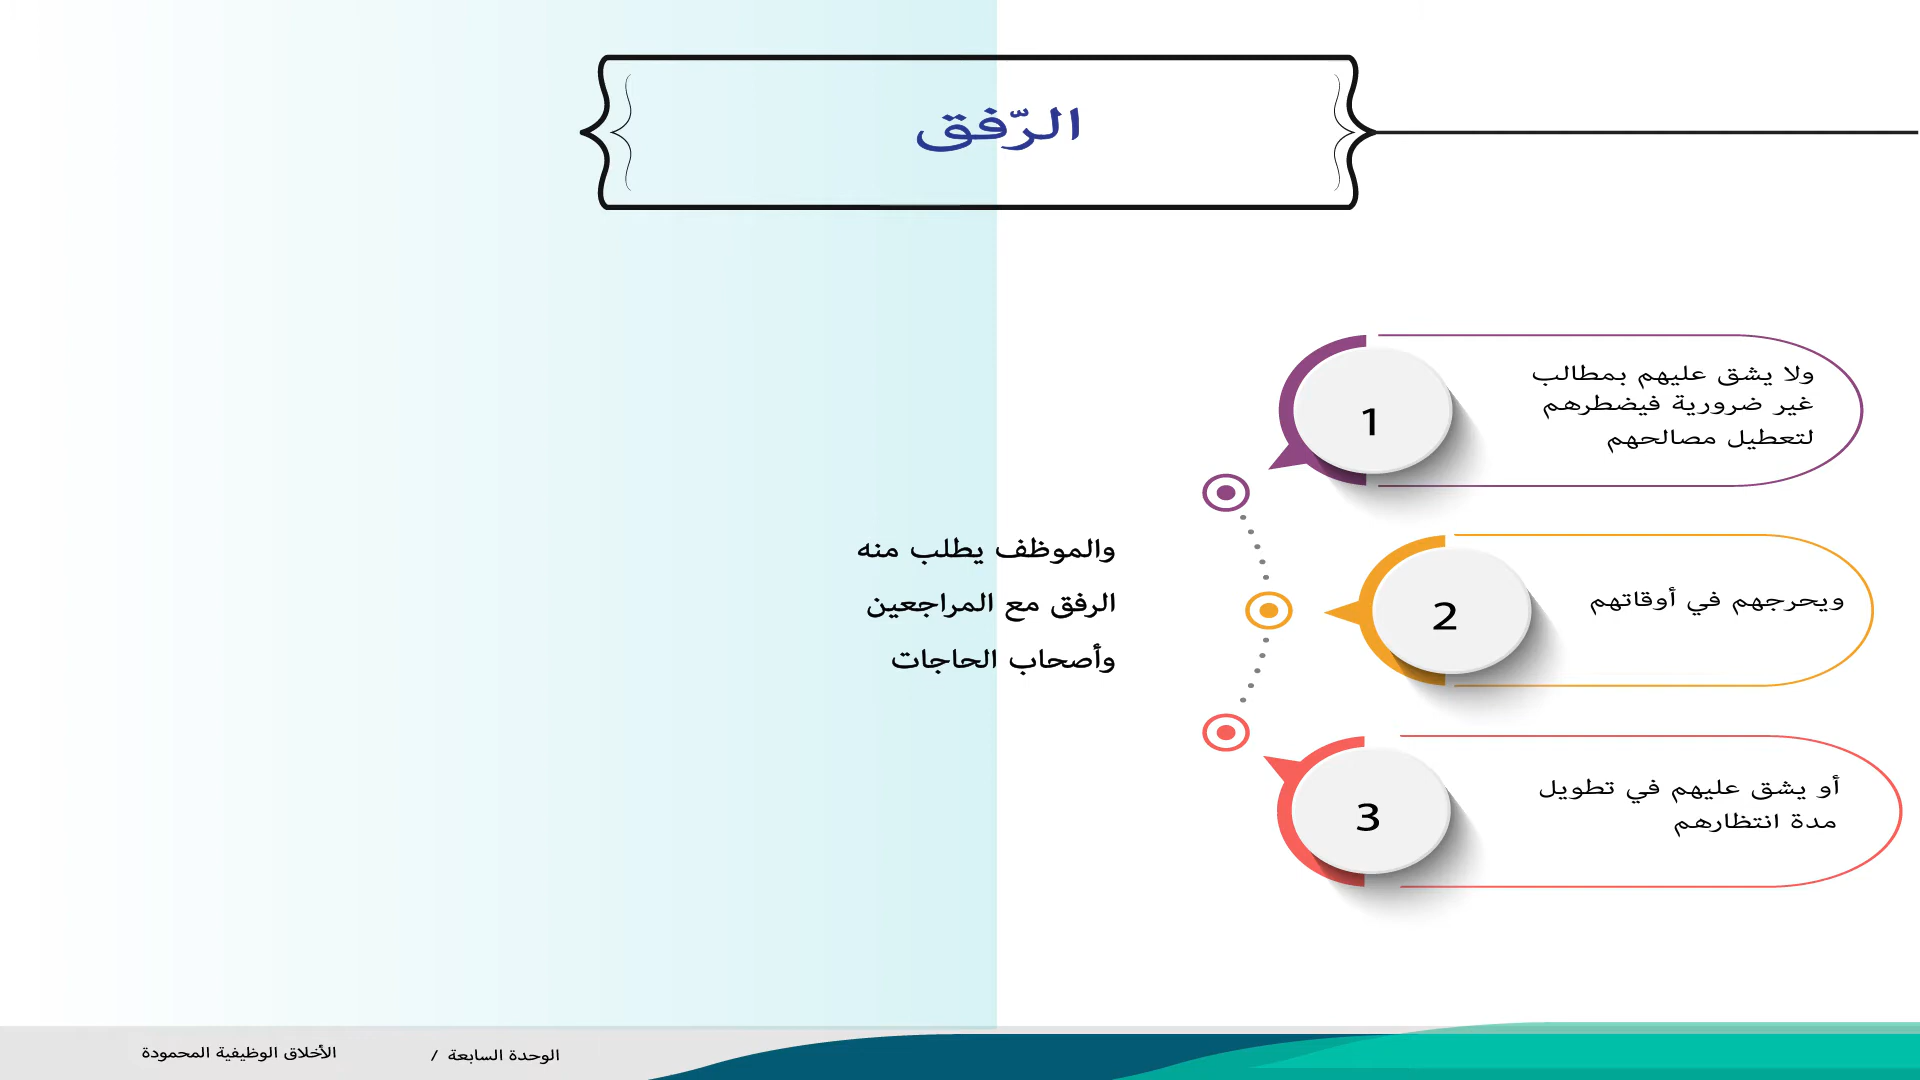 الرّفق
والموظف يطلب منه
الرفق مع المراجعين
وأصحاب الحاجات
1
ولا يشق عليهم بمطالب
غير ضرورية فيضطرهم
لتعطيل مصالحهم
2
ويحرجهم في أوقاتهم
3
أو يشق عليهم في تطويل
مدة انتظارهم
الوحدة السابعة / الأخلاق الوظيفية المحمودة